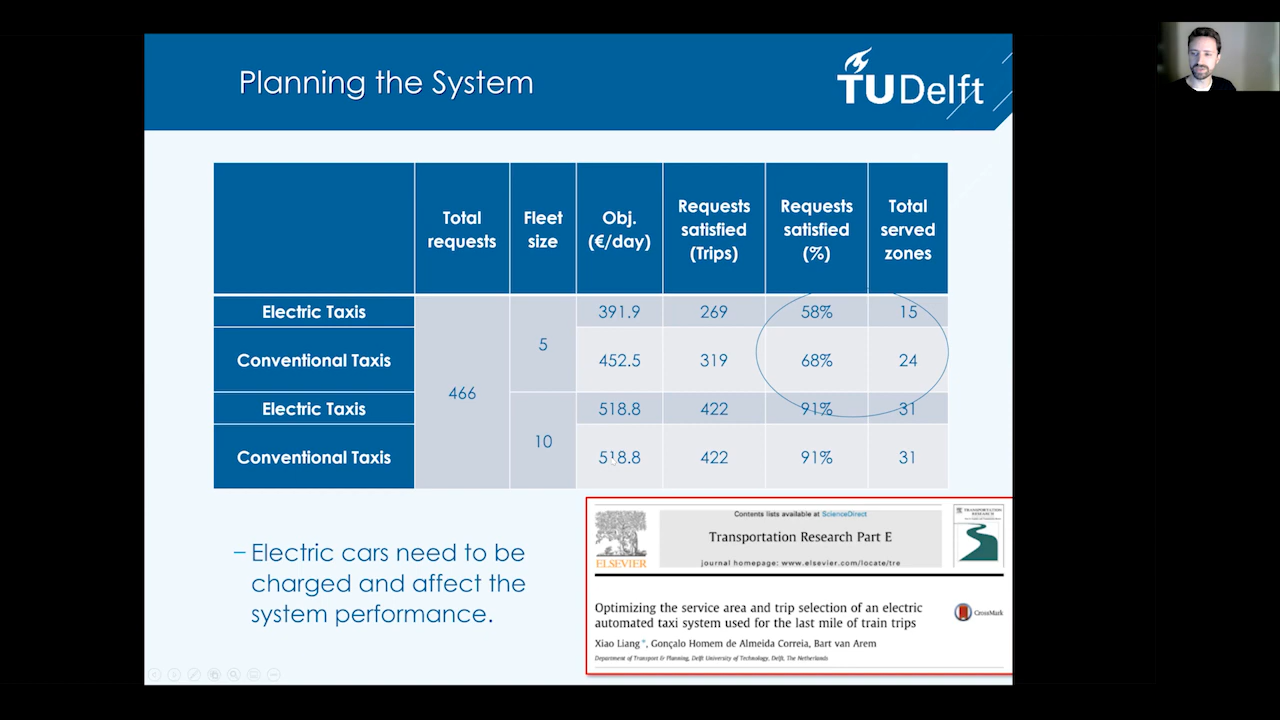 Planning the System
TU Delft
Total requests
Fleet size
Obj. (€/day)
Requests satisfied (Trips)
Requests satisfied (%)
Total served zones
Electric Taxis
466
5
391.9
269
58%
15
Conventional Taxis
452.5
319
68%
24
Electric Taxis
10
518.8
422
91%
31
Conventional Taxis
518.8
422
91%
31
– Electric cars need to be
charged and affect the
system performance.
Contents lists available at ScienceDirect
Transportation Research Part E
journal homepage: www.elsevier.com/locate/tre
ELSEVIER
TRANSPORTATION
RESEARCH
Optimizing the service area and trip selection of an electric
automated taxi system used for the last mile of train trips
CrossMark
Xiao Liang *, Gonçalo Homem de Almeida Correia, Bart van Arem
Department of Transport & Planning, Delft University of Technology, Delft, The Netherlands